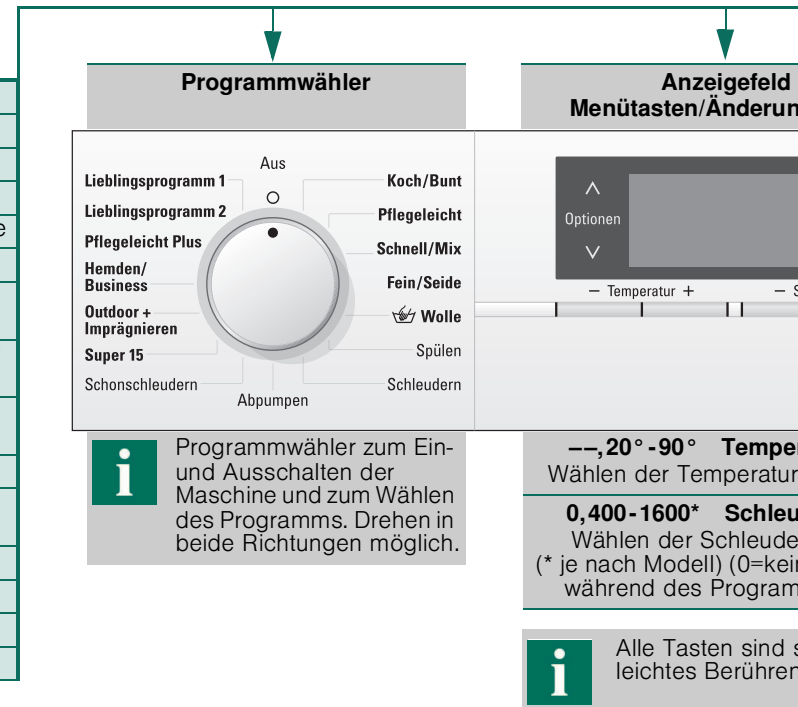 Programmwähler
Aus
Lieblingsprogramm 1
Lieblingsprogramm 2
Pflegeleicht Plus
Hemden/
Business
Outdoor +
Imprägnieren
Super 15
Schonschleudern
Abpumpen
Koch/Bunt
Pflegeleicht
Schnell/Mix
Fein/Seide
Wolle
Spülen
Schleudern
i
Programmwähler zum Ein-
und Ausschalten der
Maschine und zum Wählen
des Programms. Drehen in
beide Richtungen möglich.
Anzeigefeld
Menütasten/Änderun
Optionen
– Temperatur +
– S
––,20°-90° Temper
Wählen der Temperatur
0,400-1600* Schleu
Wählen der Schleude
(* je nach Modell) (0=kein
während des Program
i
Alle Tasten sind s
leichtes Berühren
e